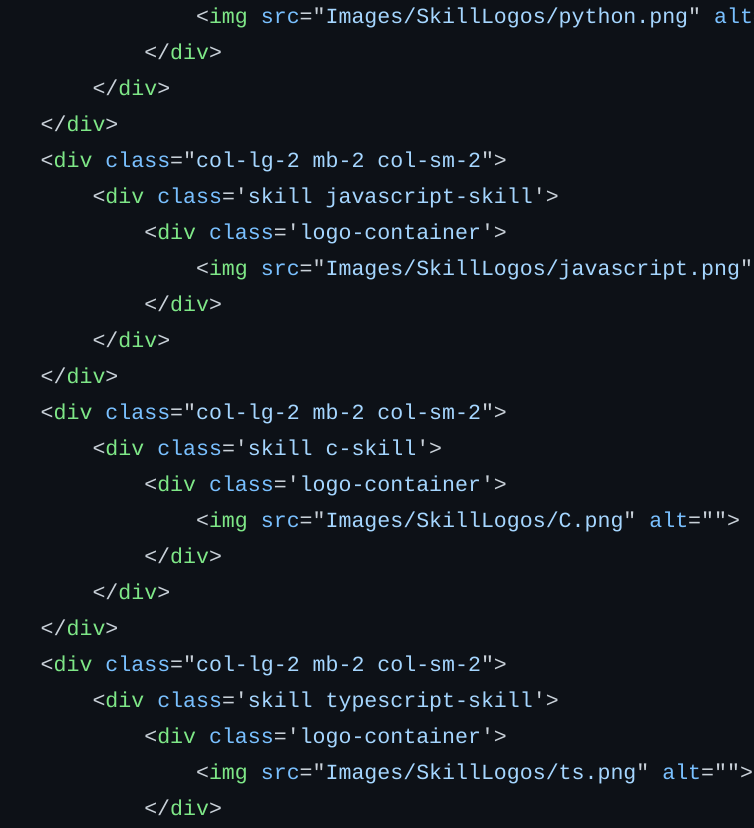 <img src="Images/SkillLogos/python.png" alt
</div>
</div>
</div>
<div class="col-lg-2 mb-2 col-sm-2">
<div class='skill javascript-skill'>
<div class='logo-container'>
<img src="Images/SkillLogos/javascript.png"
</div>
</div>
</div>
<div class="col-lg-2 mb-2 col-sm-2">
<div class='skill c-skill'>
<div class='logo-container'>
<img src="Images/SkillLogos/C.png" alt="">
</div>
</div>
</div>
<div class="col-lg-2 mb-2 col-sm-2">
<div class='skill typescript-skill'>
<div class='logo-container'>
<img src="Images/SkillLogos/ts.png" alt="">
</div>